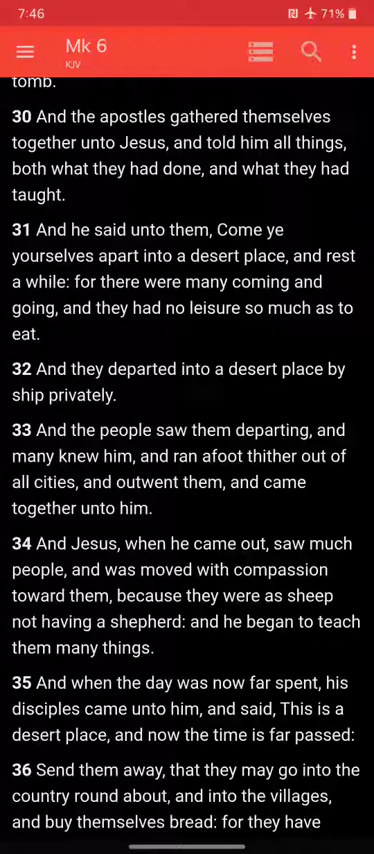 7:46
71%
Mk 6
KJV
tomb.
30 And the apostles gathered themselves
together unto Jesus, and told him all things,
both what they had done, and what they had
taught.
31 And he said unto them, Come ye
yourselves apart into a desert place, and rest
a while: for there were many coming and
going, and they had no leisure so much as to
eat.
32 And they departed into a desert place by
ship privately.
33 And the people saw them departing, and
many knew him, and ran afoot thither out of
all cities, and outwent them, and came
together unto him.
34 And Jesus, when he came out, saw much
people, and was moved with compassion
toward them, because they were as sheep
not having a shepherd: and he began to teach
them many things.
35 And when the day was now far spent, his
disciples came unto him, and said, This is a
desert place, and now the time is far passed:
36 Send them away, that they may go into the
country round about, and into the villages,
and buy themselves bread: for they have